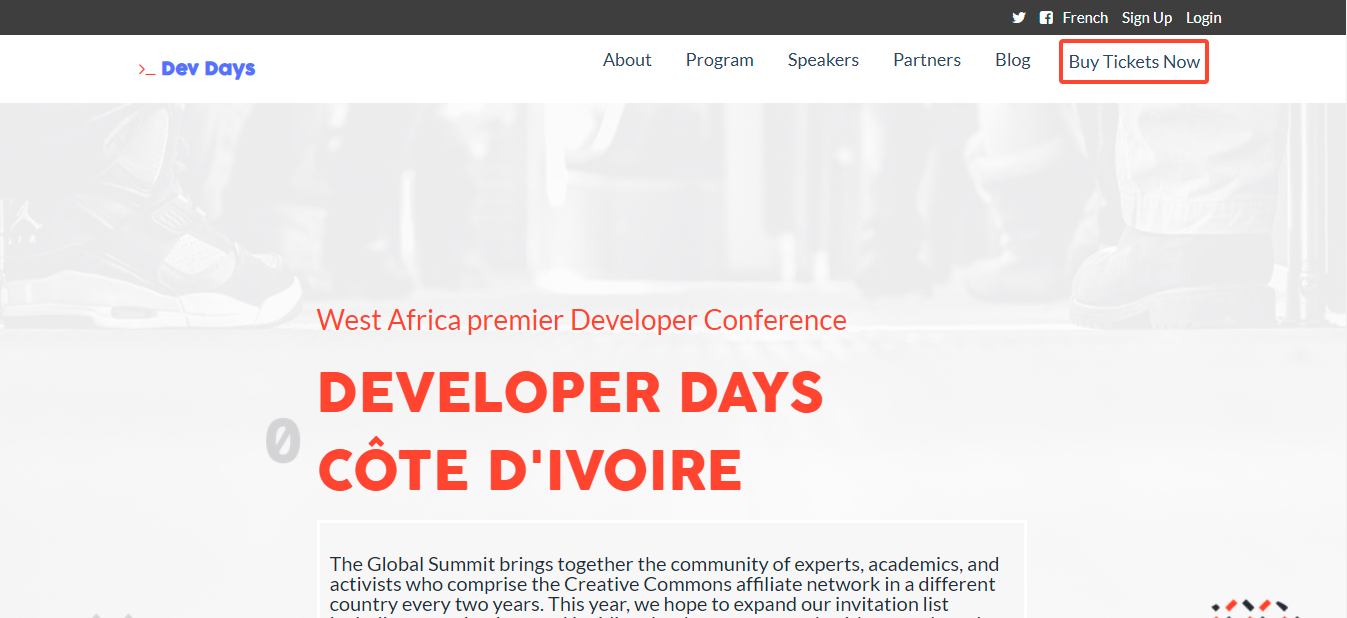 French Sign Up Login
>_ Dev Days
About Program Speakers Partners Blog Buy Tickets Now
West Africa premier Developer Conference
DEVELOPER DAYS
0
CÔTE D'IVOIRE
The Global Summit brings together the community of experts, academics, and
activists who comprise the Creative Commons affiliate network in a different
country every two years. This year, we hope to expand our invitation list